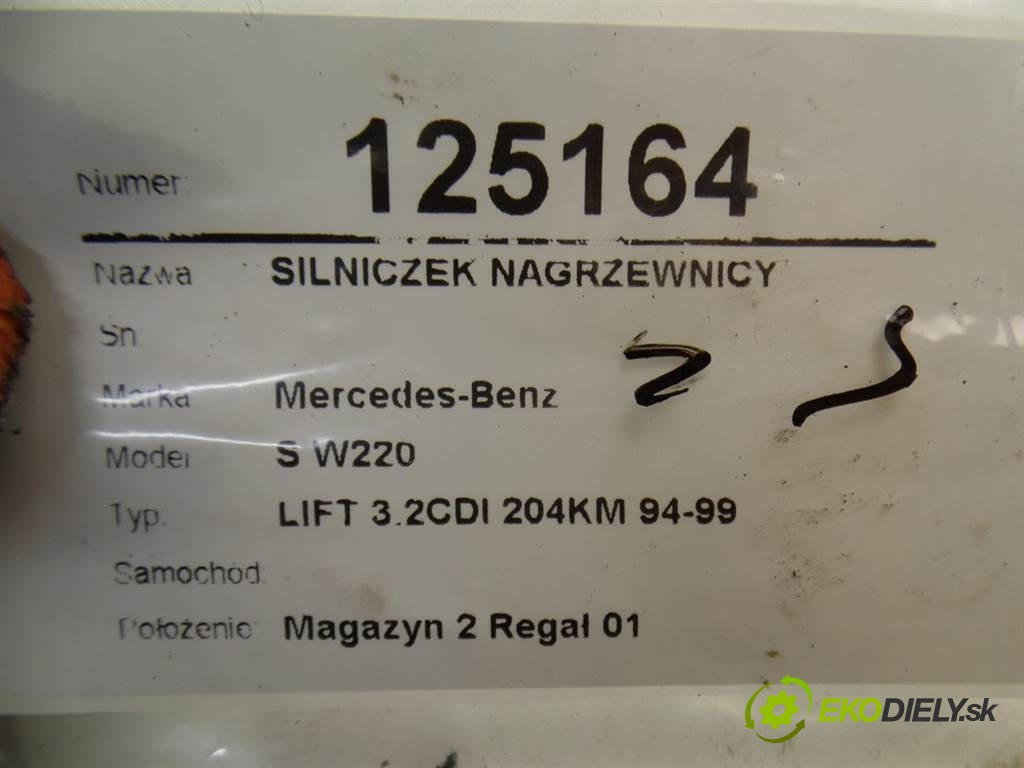 Numer: 125164
Nazwa SILNICZEK NAGRZEWNICY
Sn
Marka Mercedes-Benz
Model S W220
Typ: LIFT 3.2CDI 204KM 94-99
Samochód:
Położenie: Magazyn 2 Regał 01
EKODIELY.sk